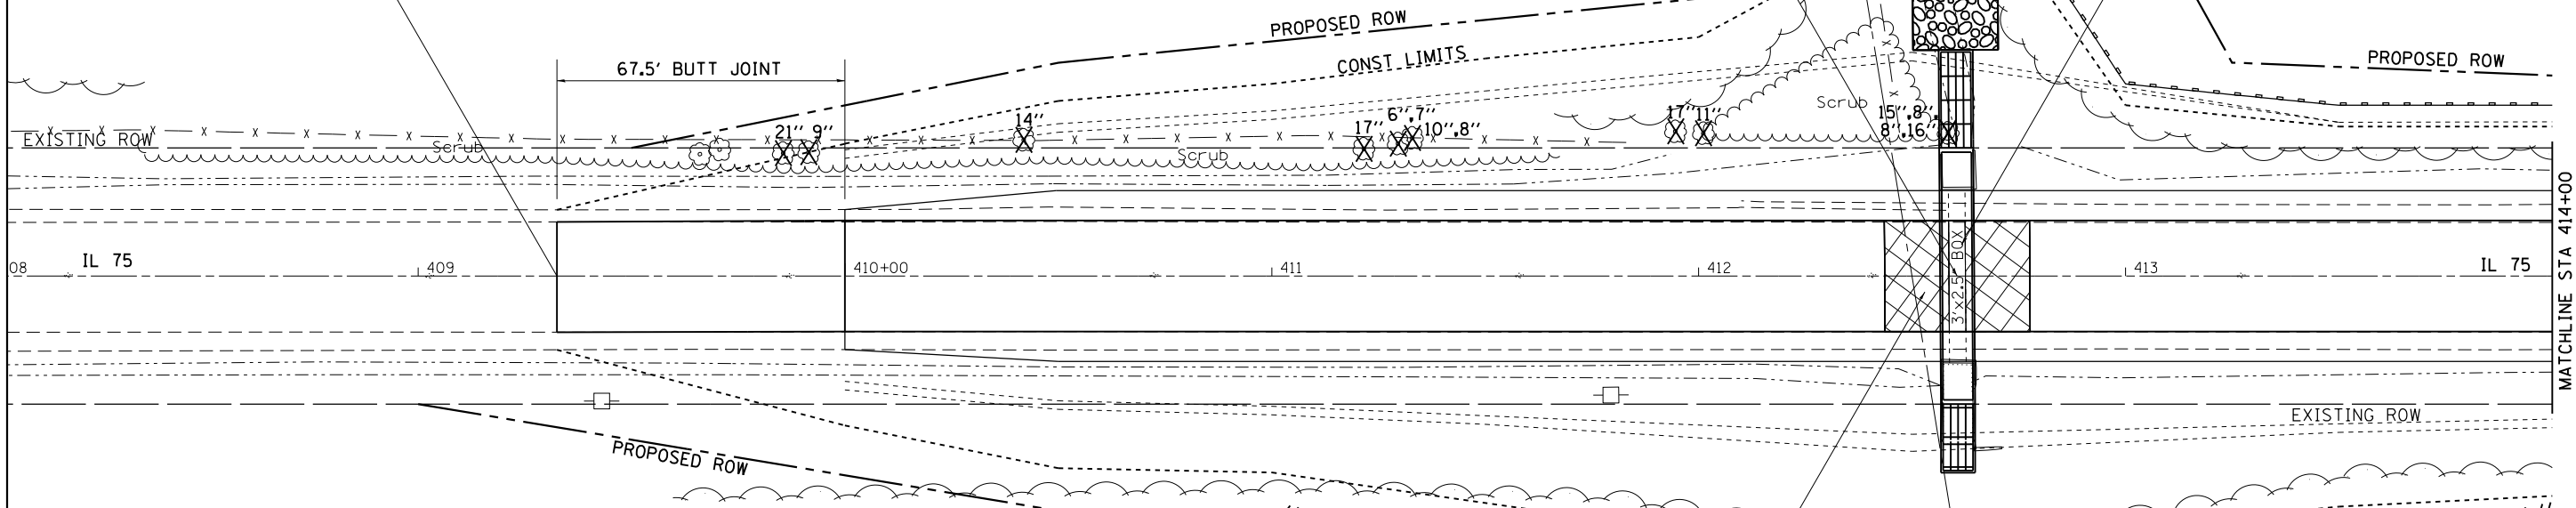 PROPOSED ROW
67.5' BUTT JOINT
CONST LIMITS
PROPOSED ROW
EXISTING ROW
Scrub
21'' 9''
14''
Scrub
17''
6'',7''
10'',8''
17'' 11''
Scrub
15'',8'',
8'',16''
08
IL 75
409
410+00
411
412
3'x2.5' BOX
413
IL 75
MATCHLINE STA 414+00
EXISTING ROW
PROPOSED ROW